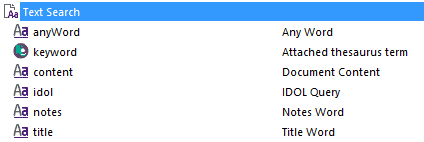 Text Search
anyWord Any Word
keyword Attached thesaurus term
content Document Content
idol IDOL Query
notes Notes Word
title Title Word